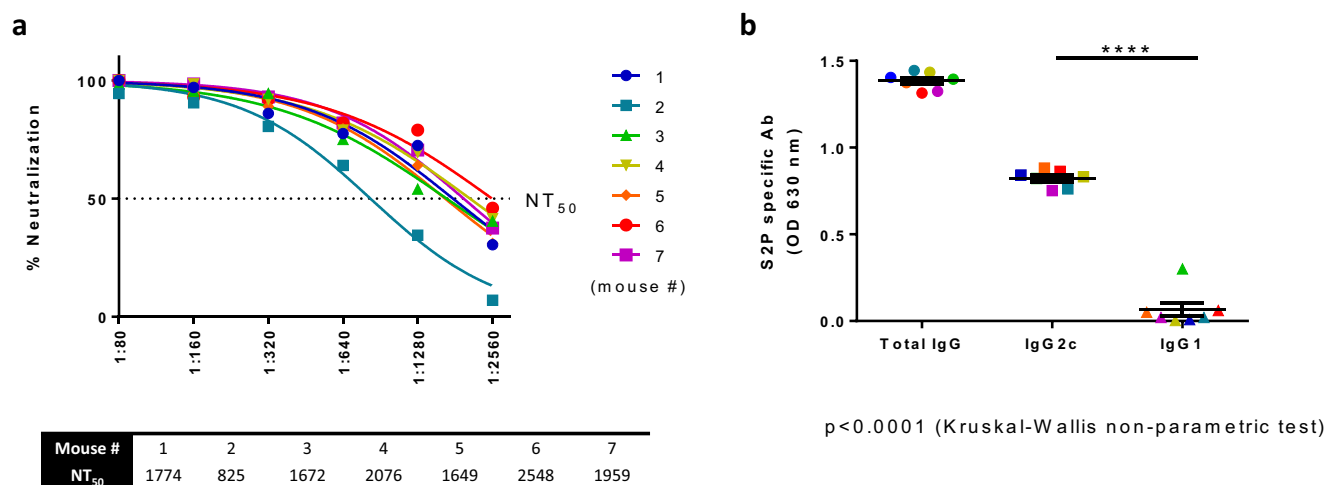 a
% Neutralization
100
50
0
1:80
1:160
1:320
1:640
1:1280
1:2560
NT50
1
2
3
4
5
6
7
(mouse #)
Mouse # 1 2 3 4 5 6 7
NT50 1774 825 1672 2076 1649 2548 1959
b
****
S2P specific Ab
(OD 630 nm)
1.5
1.0
0.5
0.0
Total IgG IgG2c IgG1
p<0.0001 (Kruskal-Wallis non-parametric test)